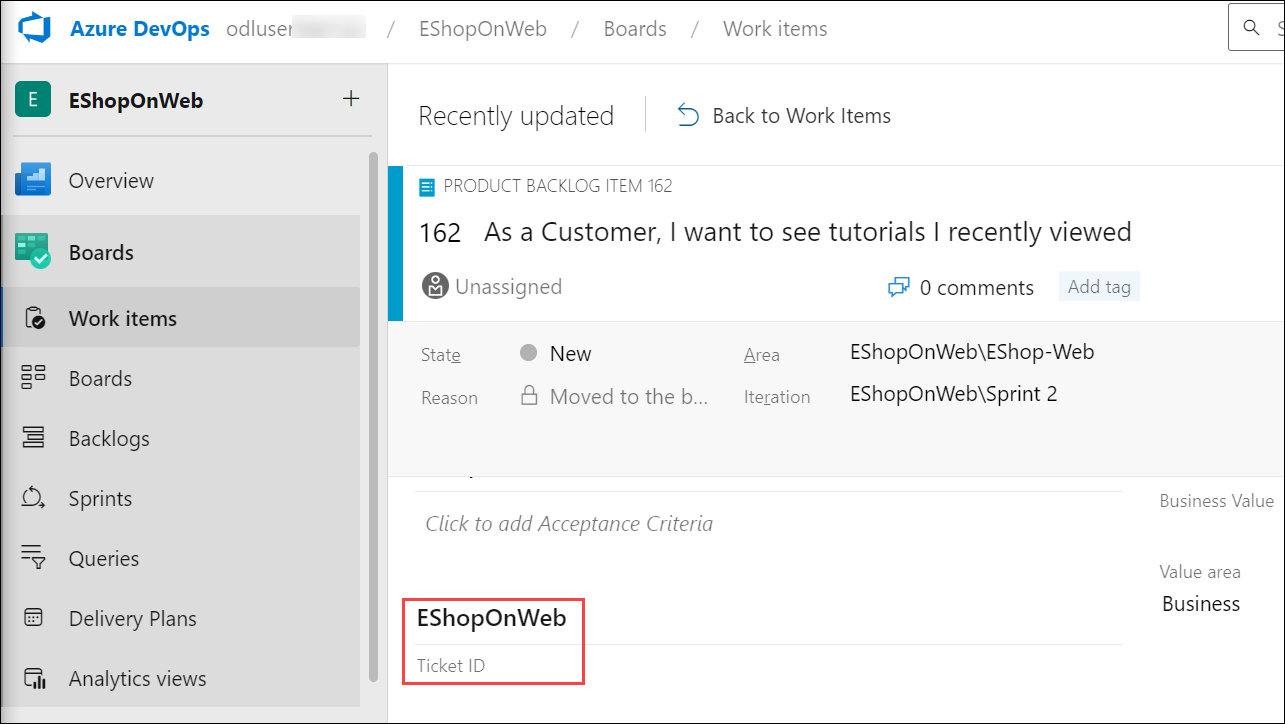 Azure DevOps odluser / EShopOnWeb / Boards / Work items
E EShopOnWeb +
Overview
Boards
Work items
Boards
Backlogs
Sprints
Queries
Delivery Plans
Analytics views
Recently updated Back to Work Items
PRODUCT BACKLOG ITEM 162
162 As a Customer, I want to see tutorials I recently viewed
Unassigned 0 comments Add tag
State New Area EShopOnWeb\EShop-Web
Reason Moved to the b... Iteration EShopOnWeb\Sprint 2
Click to add Acceptance Criteria
EShopOnWeb
Ticket ID
Business Value
Value area
Business